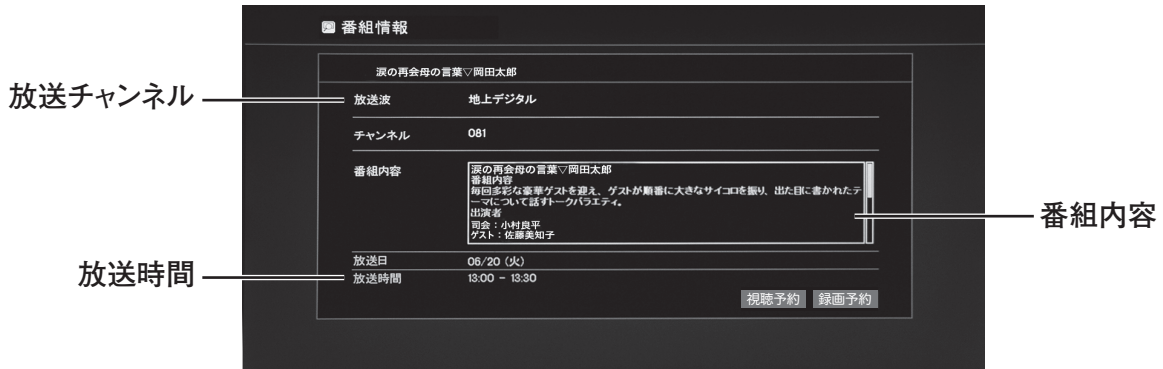 番組情報
涙の再会母の言葉▽岡田太郎
放送チャンネル
放送波 地上デジタル
チャンネル 081
番組内容
涙の再会母の言葉▽岡田太郎
番組内容
毎回多彩な豪華ゲストを迎え、ゲストが順番に大きなサイコロを振り、出た目に書かれたテ
ーマについて話すトークバラエティ。
出演者
司会：小村良平
ゲスト：佐藤美知子
番組内容
放送日 06/20（火）
放送時間
放送時間 13:00 － 13:30
視聴予約 録画予約